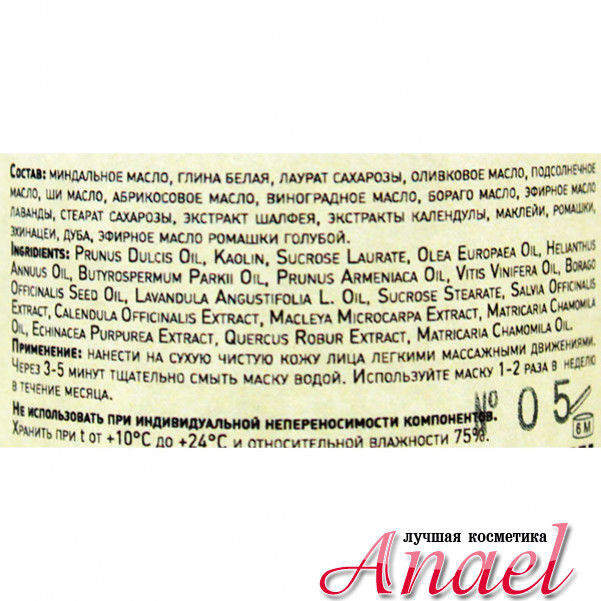 Состав: миндальное масло, глина белая, лаурат сахарозы, оливковое масло, подсолнечное
масло, ши масло, абрикосовое масло, виноградное масло, бораго масло, эфирное масло
лаванды, стеарат сахарозы, экстракт шалфея, экстракты календулы, маклейи, ромашки,
эхинацеи, дуба, эфирное масло ромашки голубой.
Ingridients: Prunus Dulcis Oil, Kaolin, Sucrose Laurate, Olea Europaea Oil, Helianthus
Annuus Oil, Butyrospermum Parkii Oil, Prunus Armeniaca Oil, Vitis Vinifera Oil, Borago
Officinalis Seed Oil, Lavandula Angustifolia L. Oil, Sucrose Stearate, Salvia Officinalis
Extract, Calendula Officinalis Extract, Macleya Microcarpa Extract, Matricaria Chamomila
Oil, Echinacea Purpurea Extract, Quercus Robur Extract, Matricaria Chamomila Oil.
Применение: нанести на сухую чистую кожу лица легкими массажными движениями.
Через 3-5 минут тщательно смыть маску водой. Используйте маску 1-2 раза в неделю
в течение месяца.
Не использовать при индивидуальной непереносимости компонентов.
Хранить при t от +10°C до +24°C и относительной влажности 75%.
№ 05
6 M
лучшая косметика
Anael